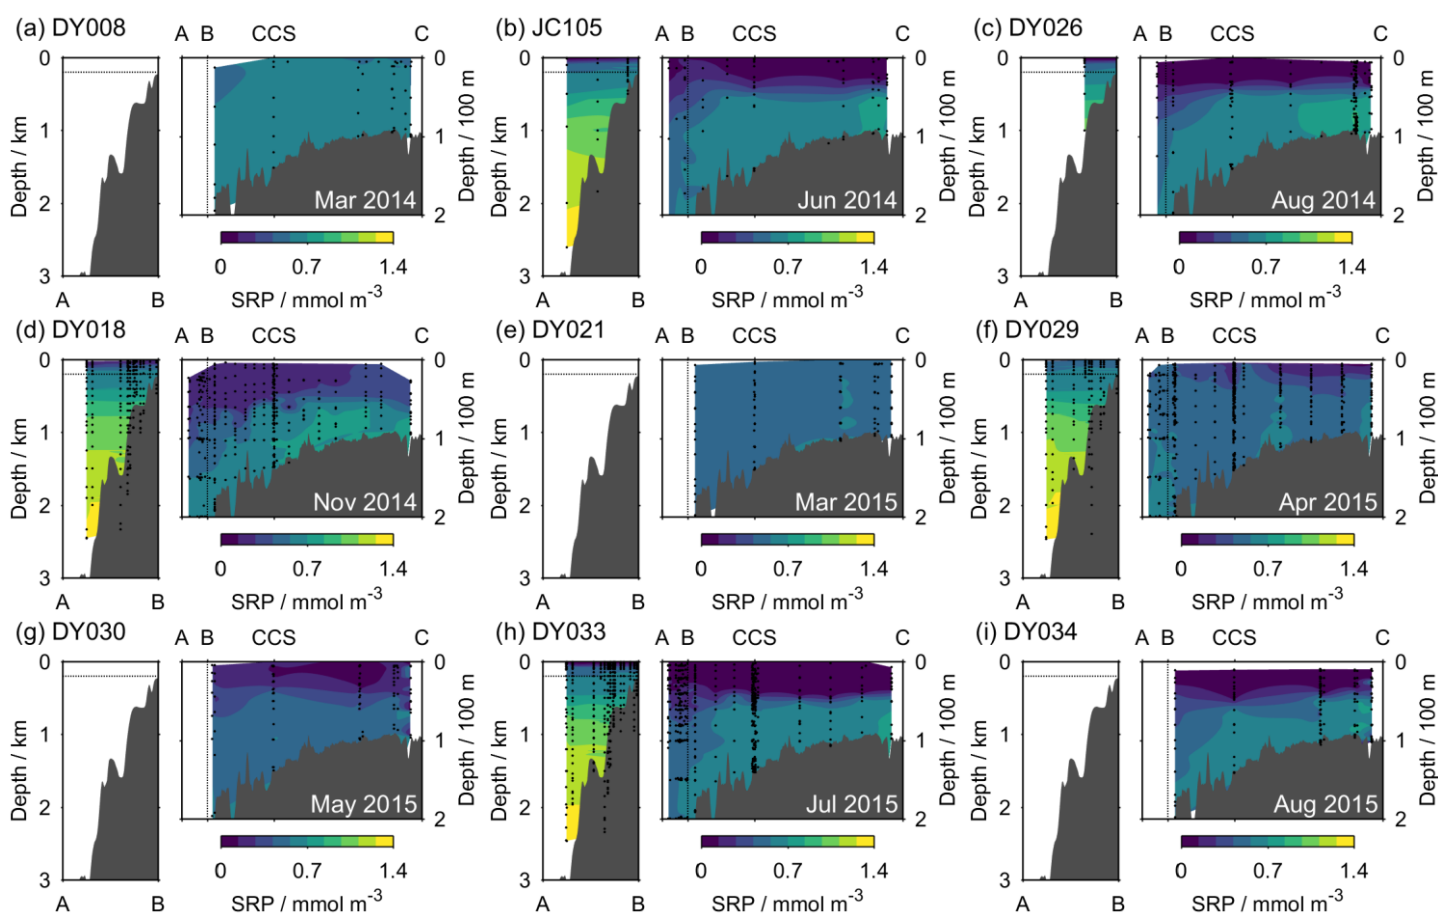 (a) DY008
A B CCS C
0
1
2
3
Depth / km
A B
0
1
2
Depth / 100 m
Mar 2014
0 0.7 1.4
SRP / mmol m⁻³
(b) JC105
A B CCS C
0
1
2
3
Depth / km
A B
0
1
2
Depth / 100 m
Jun 2014
0 0.7 1.4
SRP / mmol m⁻³
(c) DY026
A B CCS C
0
1
2
3
Depth / km
A B
0
1
2
Depth / 100 m
Aug 2014
0 0.7 1.4
SRP / mmol m⁻³
(d) DY018
A B CCS C
0
1
2
3
Depth / km
A B
0
1
2
Depth / 100 m
Nov 2014
0 0.7 1.4
SRP / mmol m⁻³
(e) DY021
A B CCS C
0
1
2
3
Depth / km
A B
0
1
2
Depth / 100 m
Mar 2015
0 0.7 1.4
SRP / mmol m⁻³
(f) DY029
A B CCS C
0
1
2
3
Depth / km
A B
0
1
2
Depth / 100 m
Apr 2015
0 0.7 1.4
SRP / mmol m⁻³
(g) DY030
A B CCS C
0
1
2
3
Depth / km
A B
0
1
2
Depth / 100 m
May 2015
0 0.7 1.4
SRP / mmol m⁻³
(h) DY033
A B CCS C
0
1
2
3
Depth / km
A B
0
1
2
Depth / 100 m
Jul 2015
0 0.7 1.4
SRP / mmol m⁻³
(i) DY034
A B CCS C
0
1
2
3
Depth / km
A B
0
1
2
Depth / 100 m
Aug 2015
0 0.7 1.4
SRP / mmol m⁻³